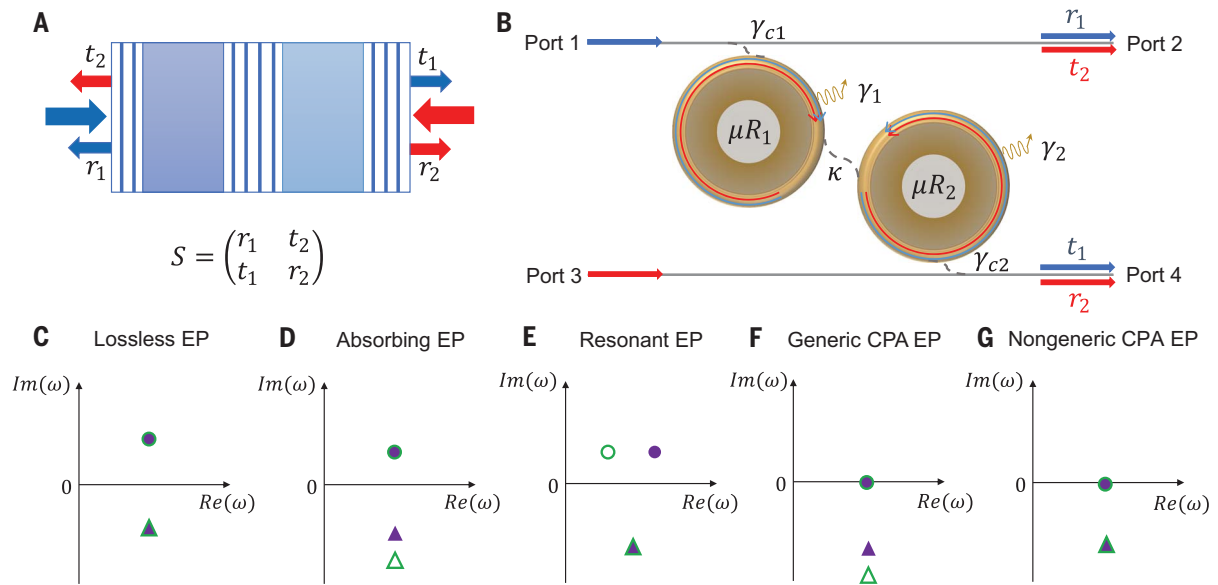 A
t₂
t₁
r₁
r₂
S = (r₁ t₂
t₁ r₂)
B
γc1
r₁
Port 1
Port 2
t₂
γ₁
μR₁
κ
γ₂
μR₂
γc2
t₁
Port 3
Port 4
r₂
C Lossless EP
Im(ω)
0
Re(ω)
D Absorbing EP
Im(ω)
0
Re(ω)
E Resonant EP
Im(ω)
0
Re(ω)
F Generic CPA EP
Im(ω)
0
Re(ω)
G Nongeneric CPA EP
Im(ω)
0
Re(ω)